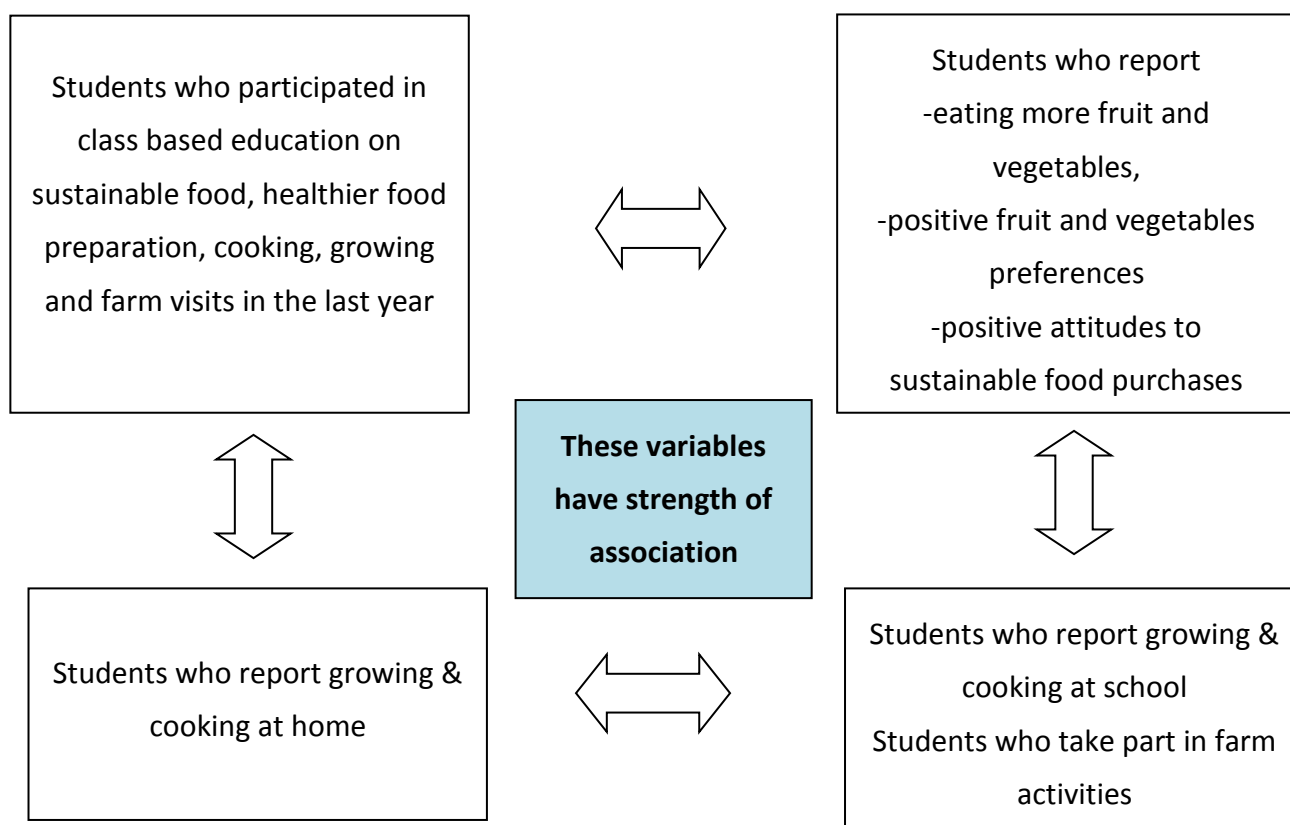 Students who participated in
class based education on
sustainable food, healthier food
preparation, cooking, growing
and farm visits in the last year
Students who report
-eating more fruit and
vegetables,
-positive fruit and vegetables
preferences
-positive attitudes to
sustainable food purchases
These variables
have strength of
association
Students who report growing &
cooking at home
Students who report growing &
cooking at school
Students who take part in farm
activities